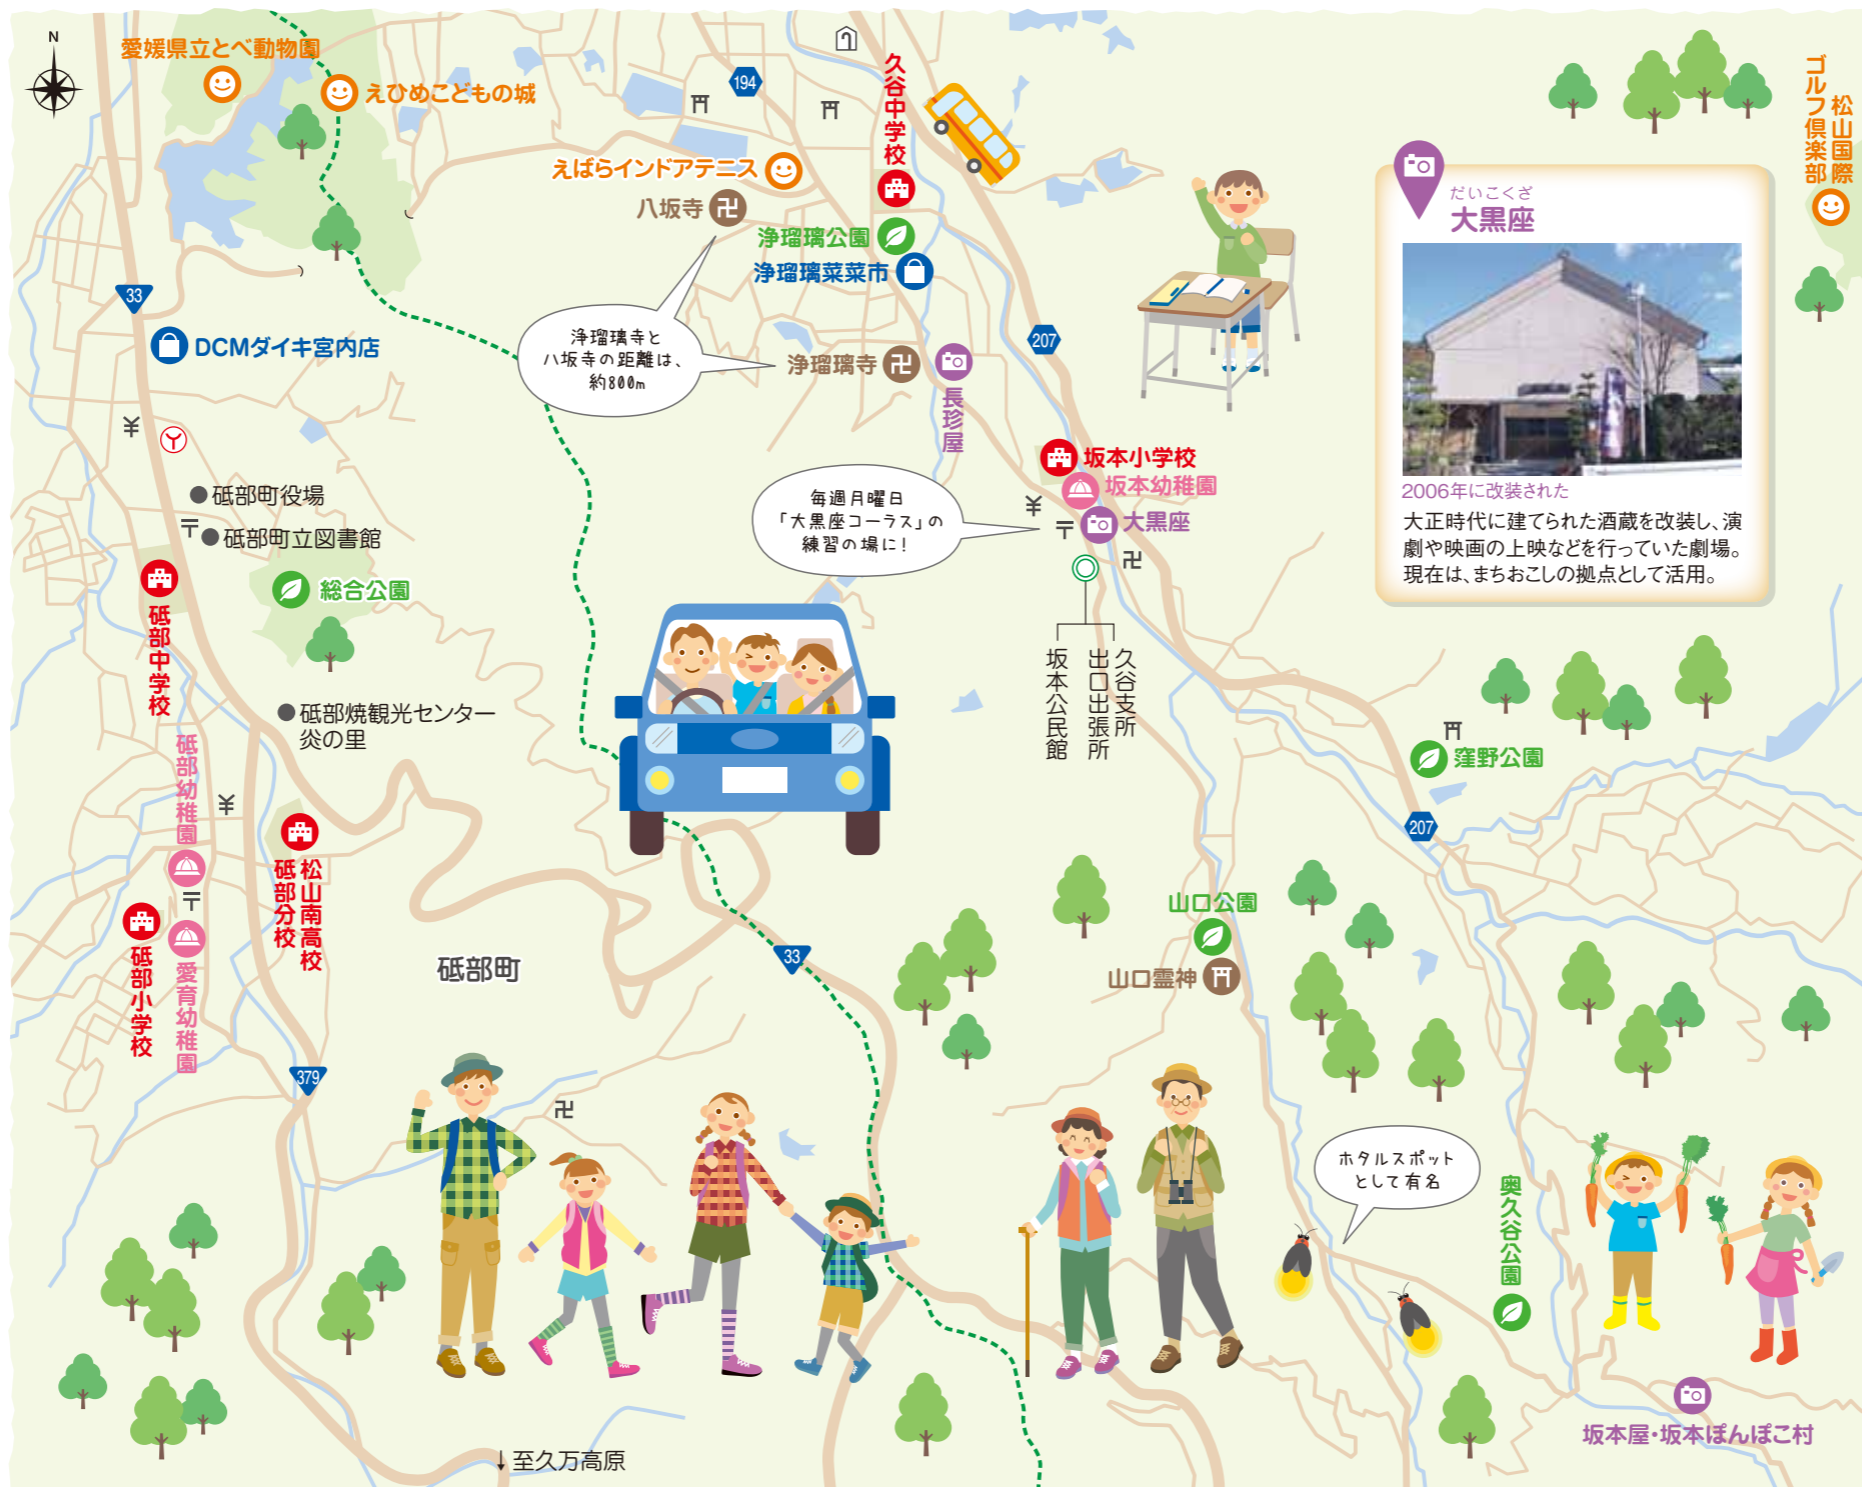 N
愛媛県立とべ動物園
えひめこどもの城
194
久谷中学校
えばらインドアテニス
八坂寺
浄瑠璃公園
浄瑠璃菜菜市
松山国際
ゴルフ倶楽部
だいこくざ
大黒座
2006年に改装された
大正時代に建てられた酒蔵を改装し、演
劇や映画の上映などを行っていた劇場。
現在は、まちおこしの拠点として活用。
33
DCMダイキ宮内店
浄瑠璃寺と
八坂寺の距離は、
約800m
浄瑠璃寺
長珍屋
207
坂本小学校
坂本幼稚園
大黒座
毎週月曜日
「大黒座コーラス」の
練習の場に!
久谷支所
出口出張所
坂本公民館
砥部町役場
〒
砥部町立図書館
総合公園
砥部中学校
砥部焼観光センター
炎の里
砥部幼稚園
松山南高校
砥部分校
〒
砥部小学校
愛育幼稚園
砥部町
33
379
窪野公園
207
山口公園
山口霊神
ホタルスポット
として有名
奥久谷公園
坂本屋・坂本ぽんぽこ村
↓至久万高原